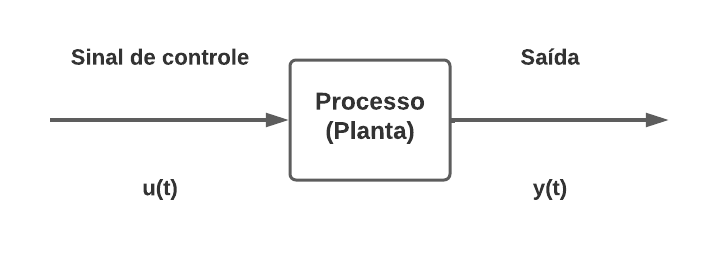 Sinal de controle
Saída
Processo
(Planta)
u(t)
y(t)